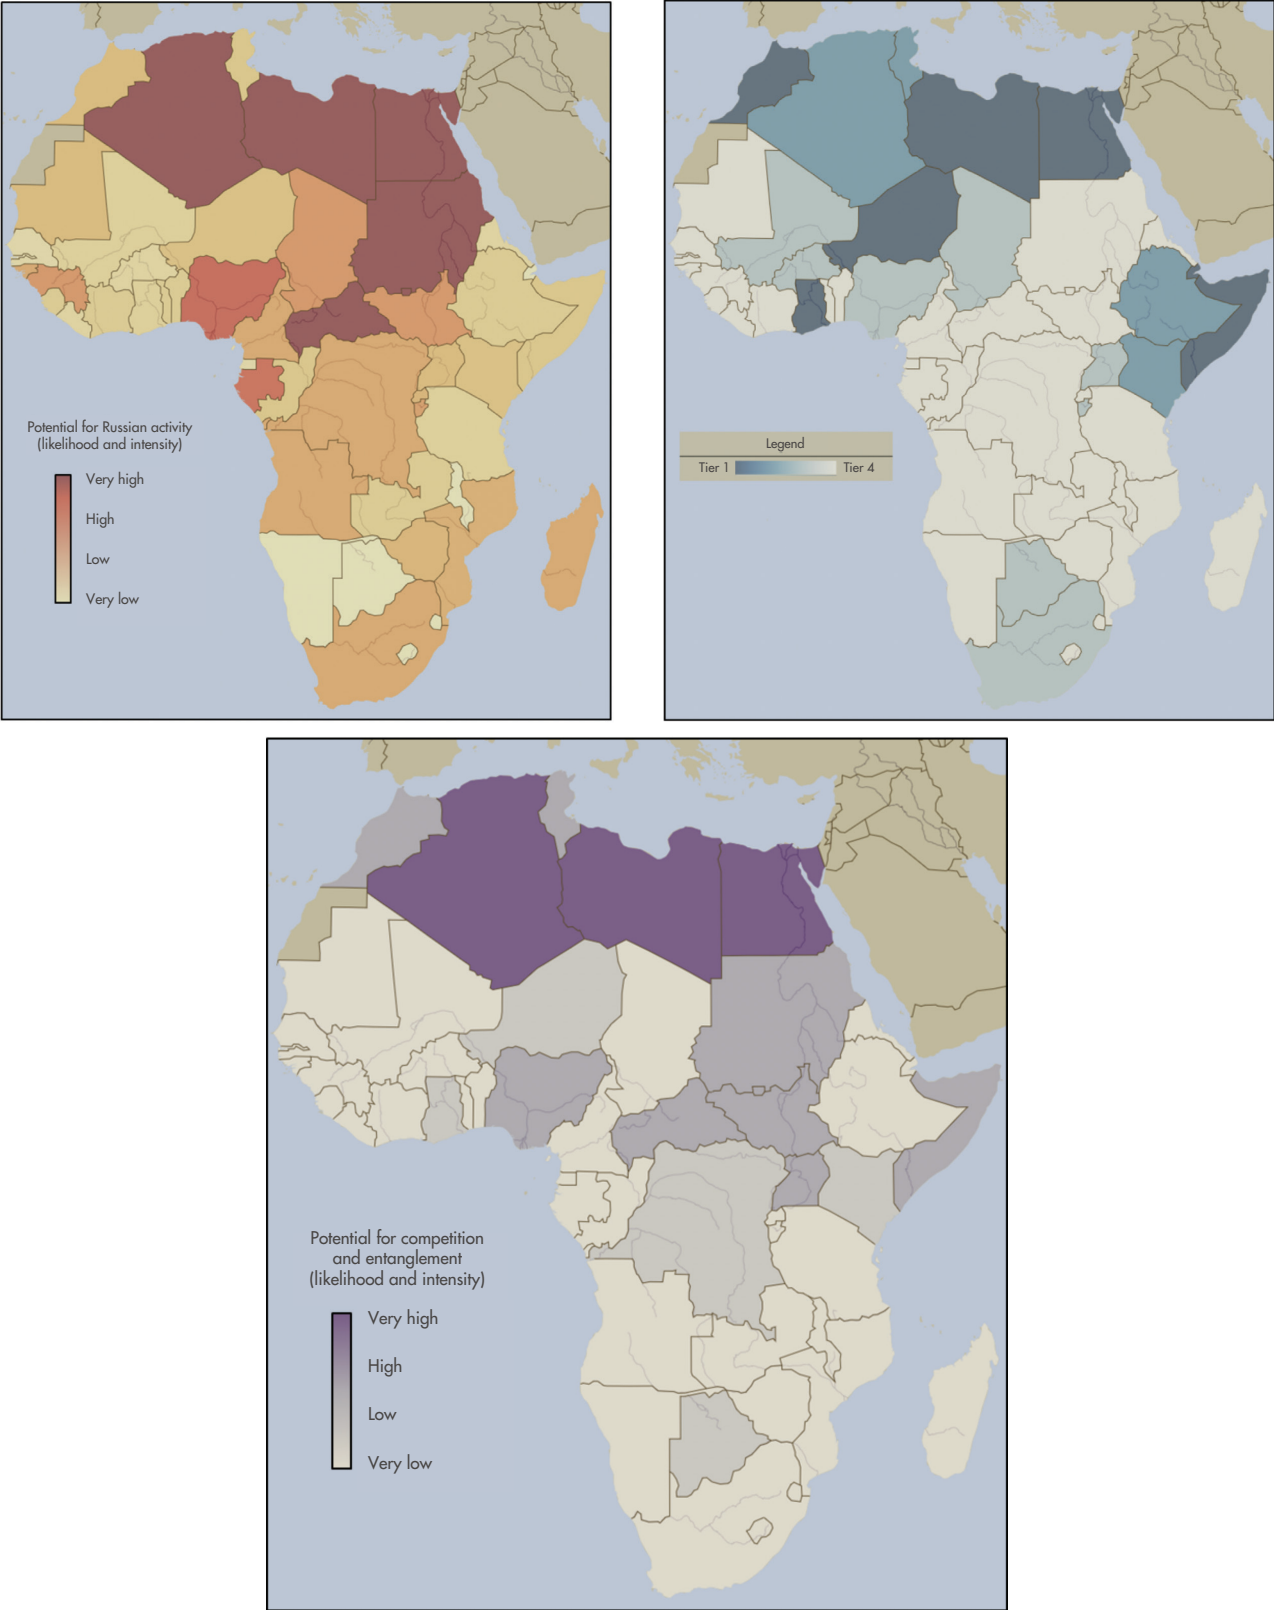 Potential for Russian activity
(likelihood and intensity)
Very high
High
Low
Very low
Legend
Tier 1
Tier 4
Potential for competition
and entanglement
(likelihood and intensity)
Very high
High
Low
Very low